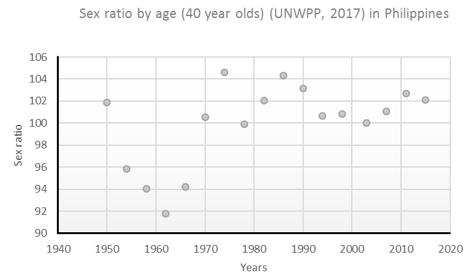 Sex ratio by age (40 year olds) (UNWPP, 2017) in Philippines
106
104
102
100
98
96
94
92
90
Sex ratio
1940 1950 1960 1970 1980 1990 2000 2010 2020
Years